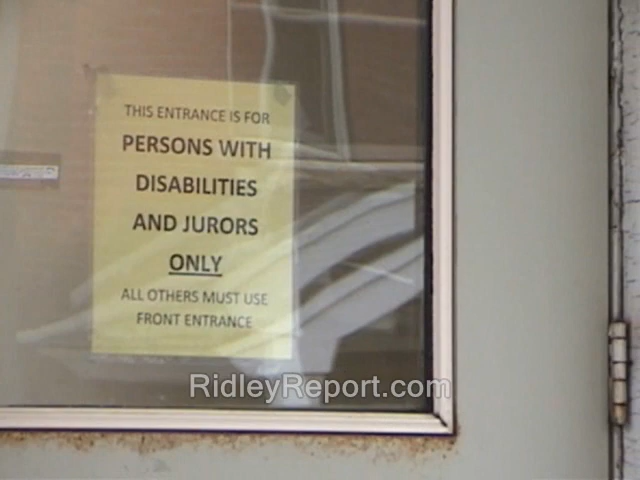 THIS ENTRANCE IS FOR
PERSONS WITH
DISABILITIES
AND JURORS
ONLY
ALL OTHERS MUST USE
FRONT ENTRANCE
RidleyReport.com